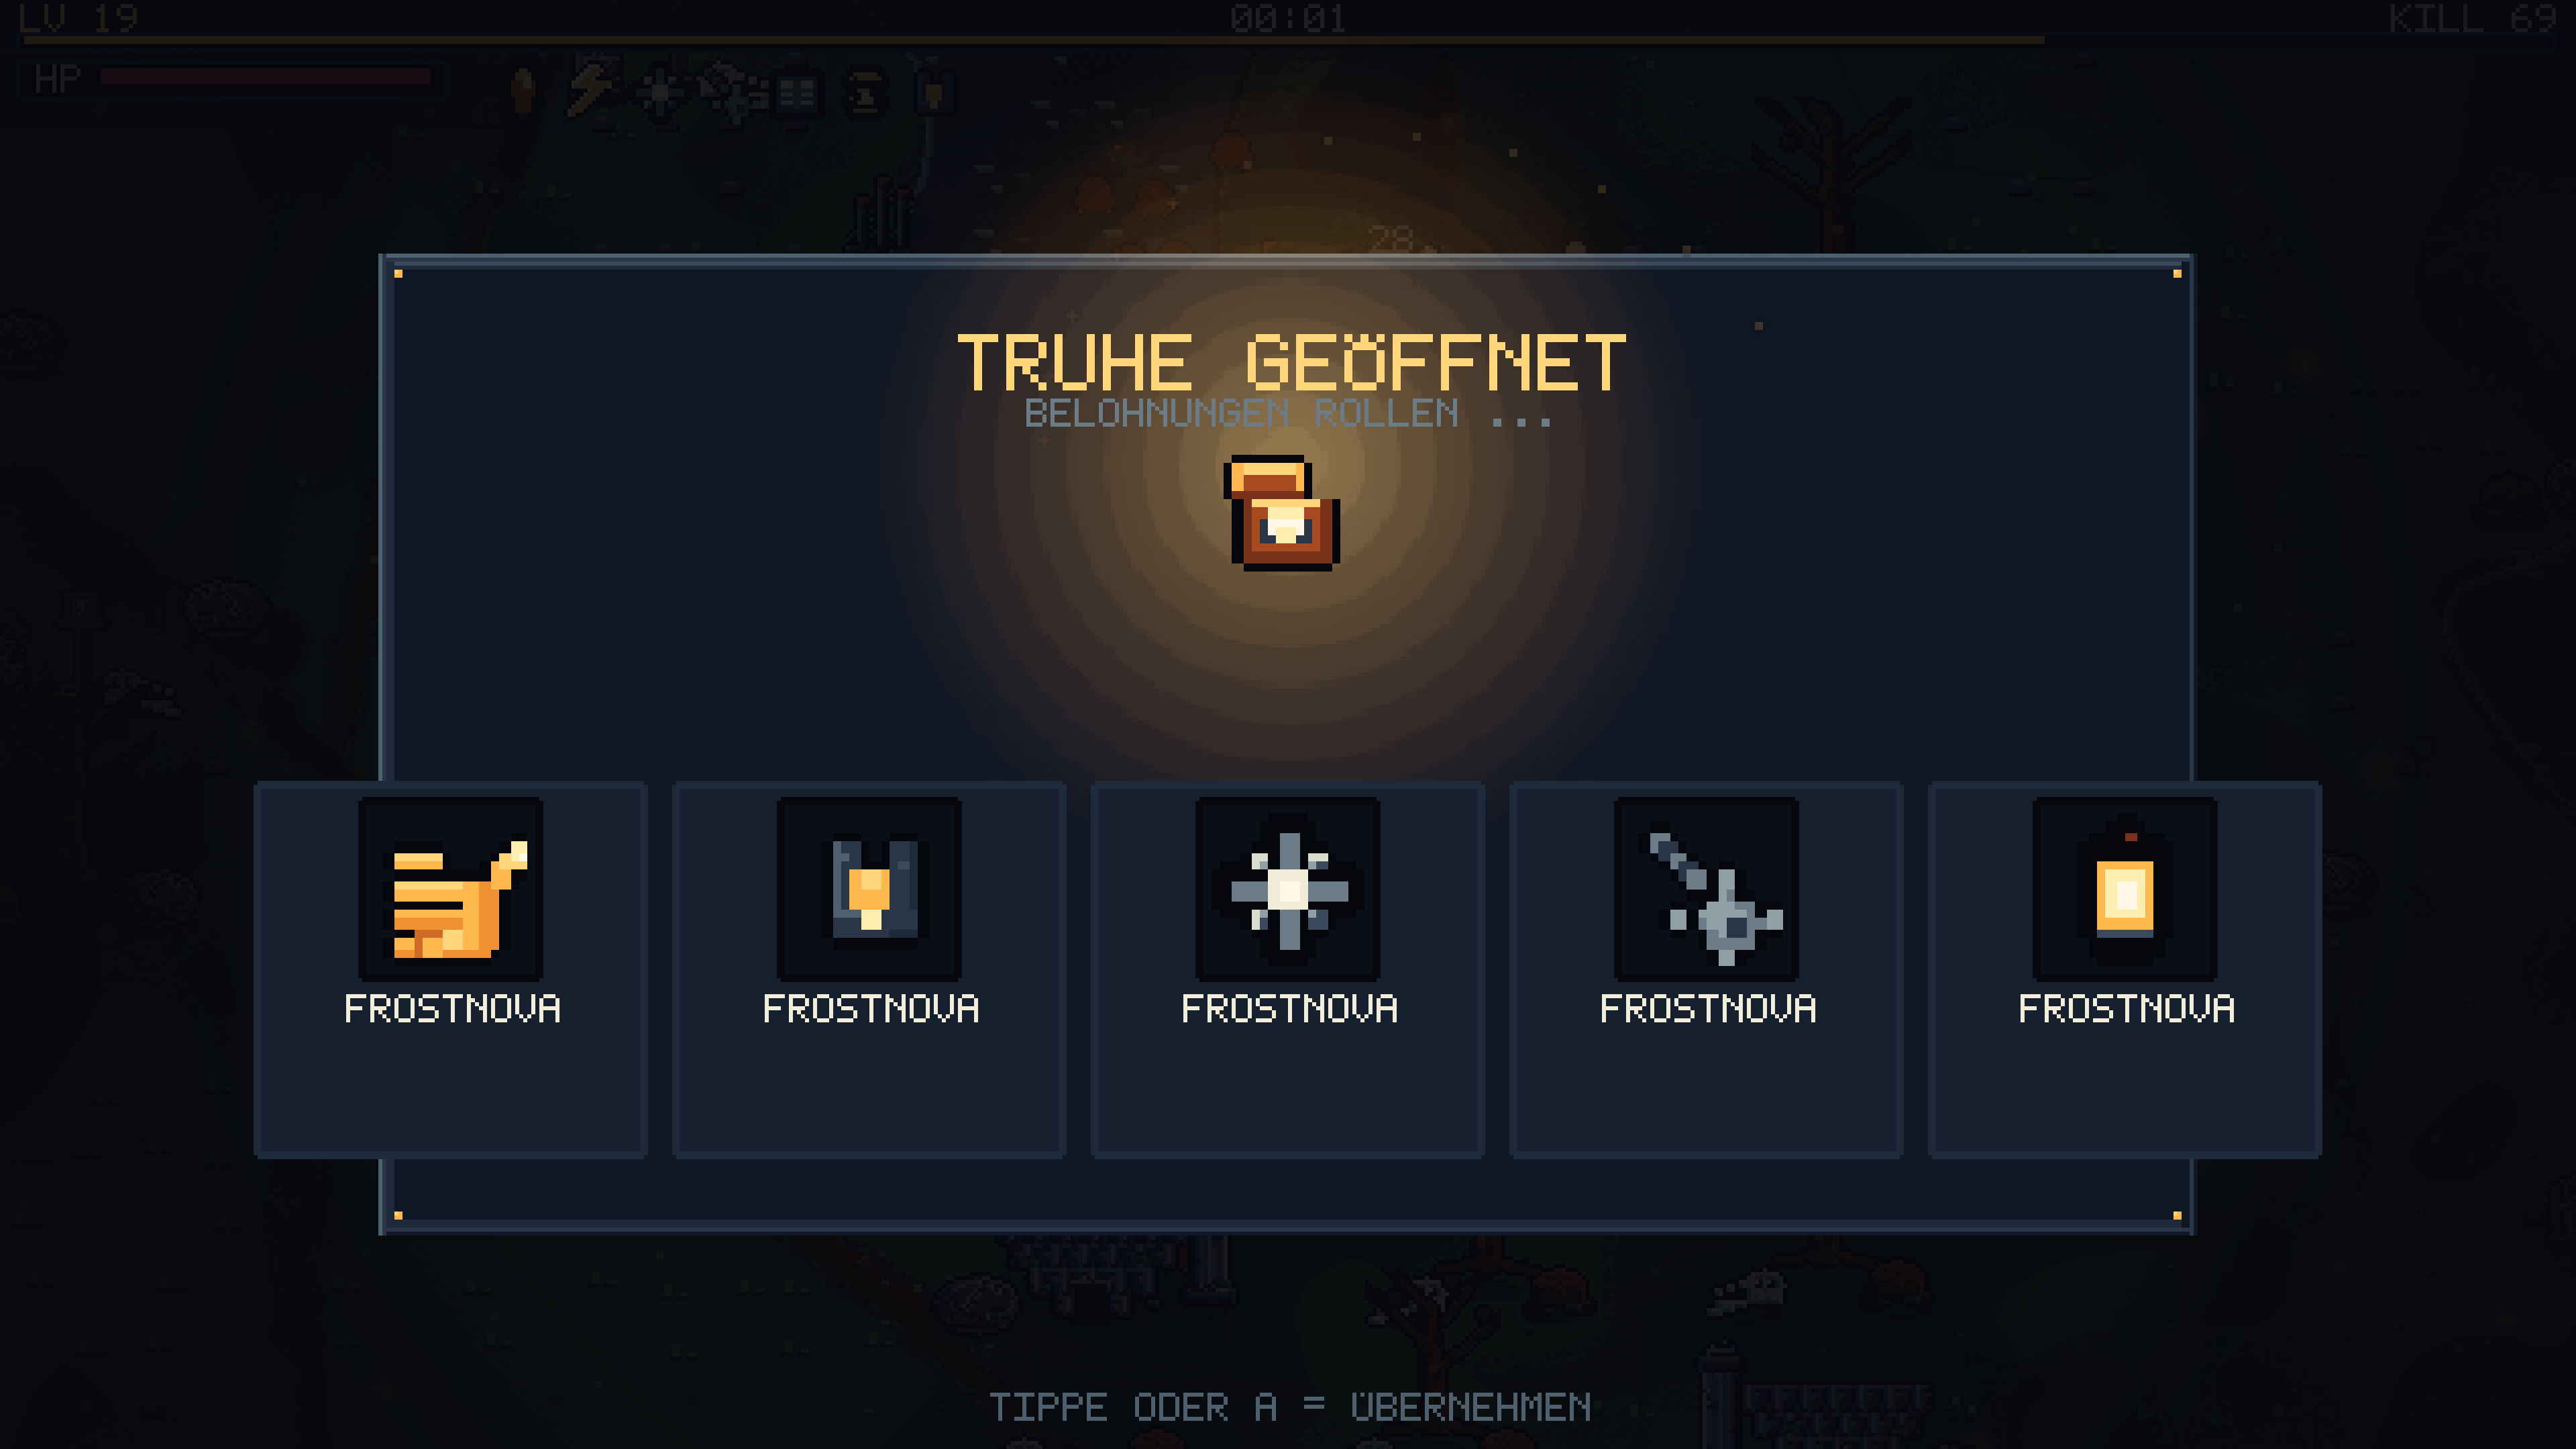 LV 19
00:01
KILL 69
HP
28
TRUHE GEÖFFNET
BELOHNUNGEN ROLLEN ...
FROSTNOVA
FROSTNOVA
FROSTNOVA
FROSTNOVA
FROSTNOVA
TIPPE ODER A = ÜBERNEHMEN